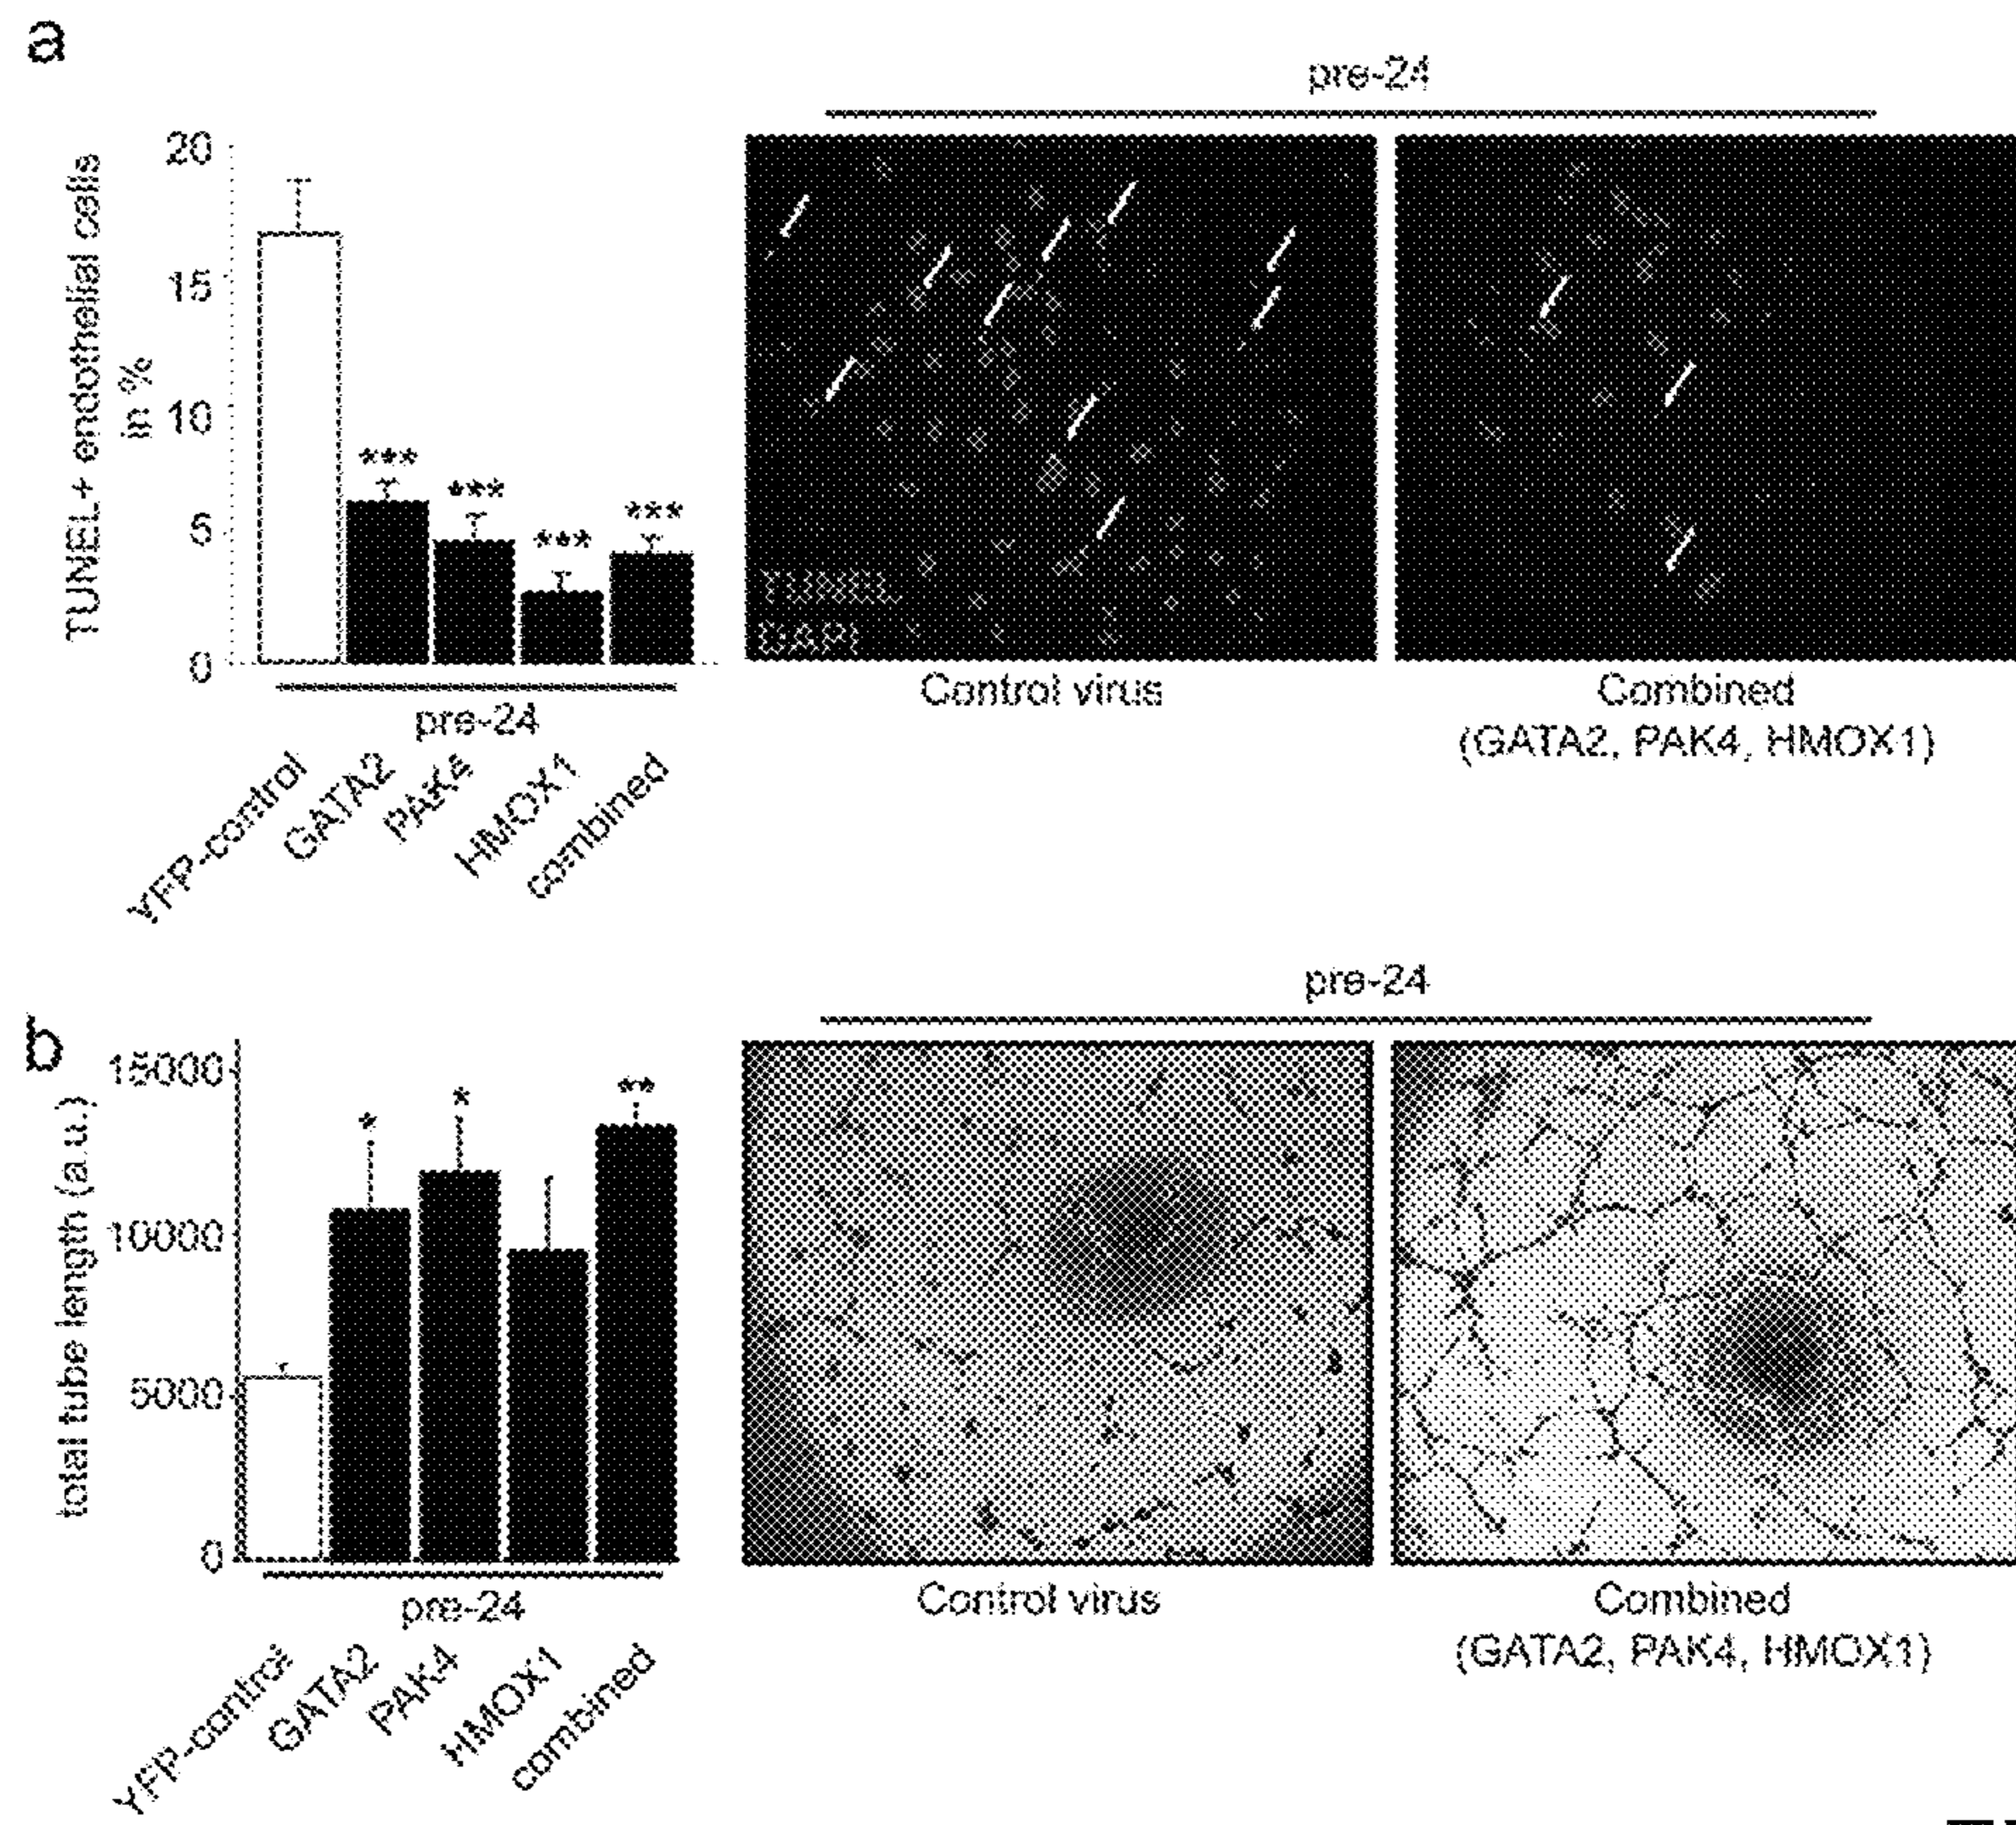 a
pre-24
TUNEL+ endothelial cells
in %
20
15
10
5
0
***
***
***
***
pre-24
YFP-control
GATA2
PAK4
HMOX1
combined
TUNEL
DAPI
Control virus
Combined
(GATA2, PAK4, HMOX1)
b
pre-24
total tube length (a.u.)
15000
10000
5000
0
*
*
**
pre-24
YFP-control
GATA2
PAK4
HMOX1
combined
Control virus
Combined
(GATA2, PAK4, HMOX1)